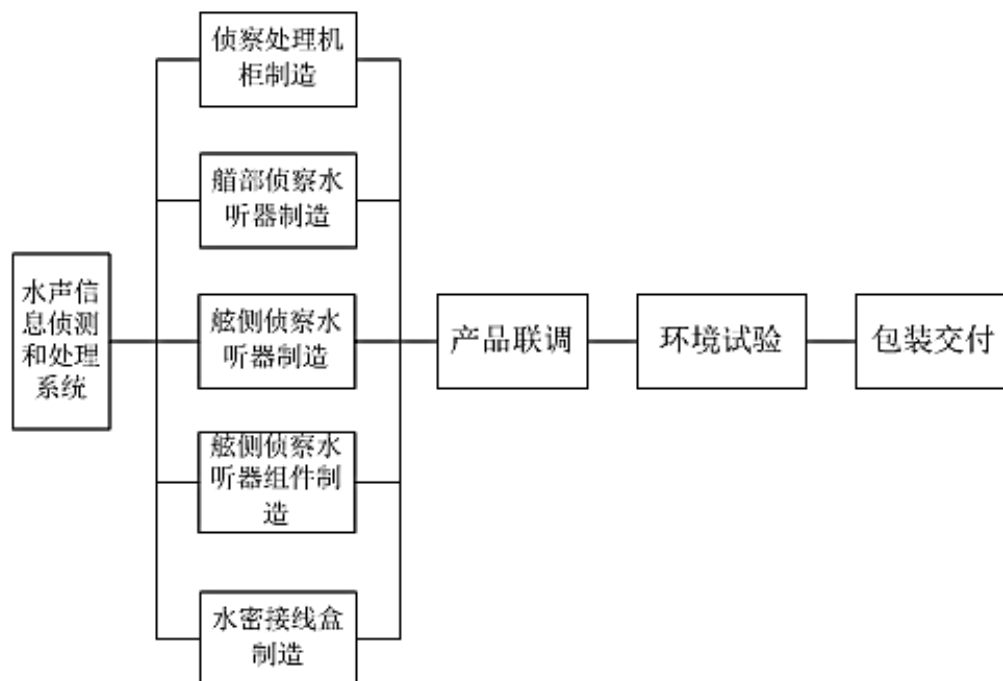 侦察处理机
柜制造
艏部侦察水
听器制造
水声信
息侦测
和处理
系统
舷侧侦察水
听器制造
产品联调
环境试验
包装交付
舷侧侦察水
听器组件制
造
水密接线盒
制造